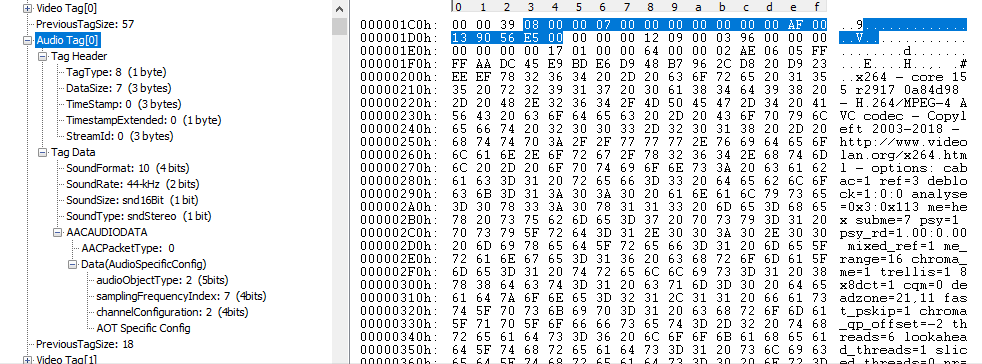 Video Tag[0]
PreviousTagSize: 57
Audio Tag[0]
Tag Header
TagType: 8 (1 byte)
DataSize: 7 (3 bytes)
TimeStamp: 0 (3 bytes)
TimestampExtended: 0 (1 byte)
StreamId: 0 (3 bytes)
Tag Data
SoundFormat: 10 (4 bits)
SoundRate: 44-kHz (2 bits)
SoundSize: snd16Bit (1 bit)
SoundType: sndStereo (1 bit)
AACAUDIODATA
AACPacketType: 0
Data(AudioSpecificConfig)
audioObjectType: 2 (5bits)
samplingFrequencyIndex: 7 (4bits)
channelConfiguration: 2 (4bits)
AOT Specific Config
PreviousTagSize: 18
Video Tag[1]
0 1 2 3 4 5 6 7 8 9 a b c d e f
000001C0h: 00 00 39 08 00 00 07 00 00 00 00 00 00 00 AF 00 ..9.............
000001D0h: 13 90 56 E5 00 00 00 00 12 09 00 03 96 00 00 00 ..V.............
000001E0h: 00 00 00 00 17 01 00 00 64 00 00 02 AE 06 05 FF ........d.......
000001F0h: FF AA DC 45 E9 BD E6 D9 48 B7 96 2C D8 20 D9 23 ...E....H..,. .#
00000200h: EE EF 78 32 36 34 20 2D 20 63 6F 72 65 20 31 35 ..x264 - core 15
00000210h: 35 20 72 32 39 31 37 20 30 61 38 34 64 39 38 20 5 r2917 0a84d98
00000220h: 2D 20 48 2E 32 36 34 2F 4D 50 45 47 2D 34 20 41 - H.264/MPEG-4 A
00000230h: 56 43 20 63 6F 64 65 63 20 2D 20 43 6F 70 79 6C VC codec - Copyl
00000240h: 65 66 74 20 32 30 30 33 2D 32 30 31 38 20 2D 20 eft 2003-2018 -
00000250h: 68 74 74 70 3A 2F 2F 77 77 77 2E 76 69 64 65 6F http://www.video
00000260h: 6C 61 6E 2E 6F 72 67 2F 78 32 36 34 2E 68 74 6D lan.org/x264.htm
00000270h: 6C 20 2D 20 6F 70 74 69 6F 6E 73 3A 20 63 61 62 l - options: cab
00000280h: 61 63 3D 31 20 72 65 66 3D 33 20 64 65 62 6C 6F ac=1 ref=3 deblo
00000290h: 63 6B 3D 31 3A 30 3A 30 20 61 6E 61 6C 79 73 65 ck=1:0:0 analyse
000002A0h: 3D 30 78 33 3A 30 78 31 31 33 20 6D 65 3D 68 65 =0x3:0x113 me=he
000002B0h: 78 20 73 75 62 6D 65 3D 37 20 70 73 79 3D 31 20 x subme=7 psy=1
000002C0h: 70 73 79 5F 72 64 3D 31 2E 30 30 3A 30 2E 30 30 psy_rd=1.00:0.00
000002D0h: 20 6D 69 78 65 64 5F 72 65 66 3D 31 20 6D 65 5F mixed_ref=1 me_
000002E0h: 72 61 6E 67 65 3D 31 36 20 63 68 72 6F 6D 61 5F range=16 chroma_
000002F0h: 6D 65 3D 31 20 74 72 65 6C 6C 69 73 3D 31 20 38 me=1 trellis=1 8
00000300h: 78 38 64 63 74 3D 31 20 63 71 6D 3D 30 20 64 65 x8dct=1 cqm=0 de
00000310h: 61 64 7A 6F 6E 65 3D 32 31 2C 31 31 20 66 61 73 adzone=21,11 fas
00000320h: 74 5F 70 73 6B 69 70 3D 31 20 63 68 72 6F 6D 61 t_pskip=1 chroma
00000330h: 5F 71 70 5F 6F 66 66 73 65 74 3D 2D 32 20 74 68 _qp_offset=-2 th
00000340h: 72 65 61 64 73 3D 36 20 6C 6F 6F 6B 61 68 65 61 reads=6 lookahea
00000350h: 64 5F 74 68 72 65 61 64 73 3D 31 20 73 6C 69 63 d_threads=1 slic